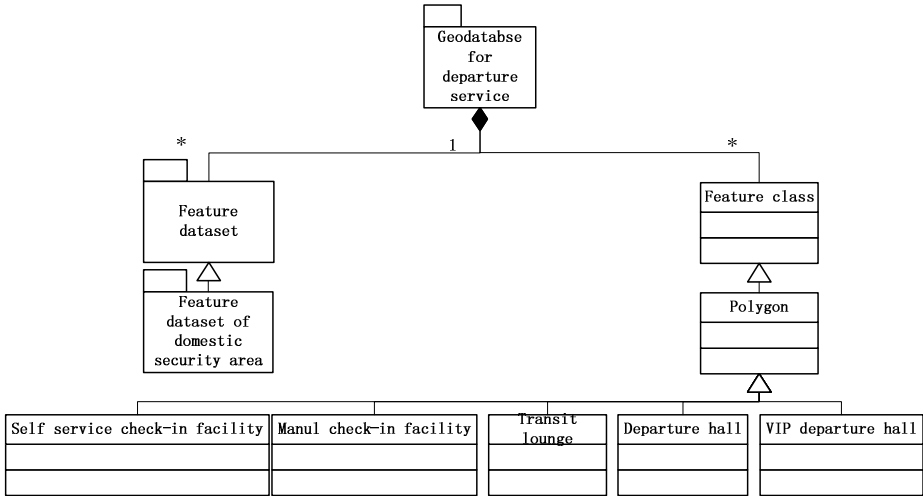 Geodatabse
for
departure
service
*
1
*
Feature
dataset
Feature class
Feature
dataset of
domestic
security area
Polygon
Self service check-in facility
Manul check-in facility
Transit
lounge
Departure hall
VIP departure hall